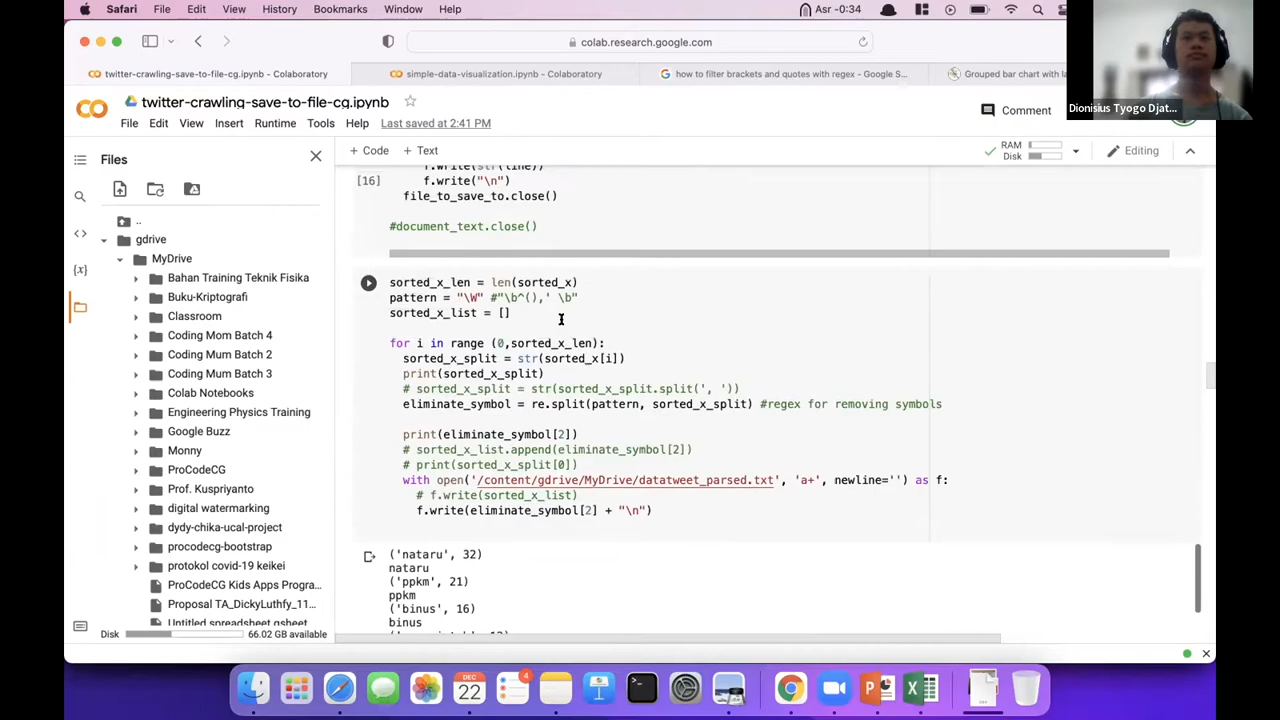 Safari File Edit View History Bookmarks Window Help
Asr -0:34
colab.research.google.com
twitter-crawling-save-to-file-cg.ipynb - Colaboratory
simple-data-visualization.ipynb - Colaboratory
how to filter brackets and quotes with regex - Google S...
Grouped bar chart with la
Dionisius Tyogo Djat...
twitter-crawling-save-to-file-cg.ipynb
File Edit View Insert Runtime Tools Help Last saved at 2:41 PM
Comment
+ Code + Text
RAM
Disk
Editing
Files
..
gdrive
MyDrive
Bahan Training Teknik Fisika
Buku-Kriptografi
Classroom
Coding Mom Batch 4
Coding Mum Batch 2
Coding Mum Batch 3
Colab Notebooks
Engineering Physics Training
Google Buzz
Monny
ProCodeCG
Prof. Kuspriyanto
digital watermarking
dydy-chika-ucal-project
procodecg-bootstrap
protokol covid-19 keikei
ProCodeCG Kids Apps Progra...
Proposal TA_DickyLuthfy_11...
Untitled spreadsheet.gsheet
Disk 66.02 GB available
f.write(str(line))
[16] f.write("\n")
file_to_save_to.close()
#document_text.close()
sorted_x_len = len(sorted_x)
pattern = "\W" #"\b^(),' \b"
sorted_x_list = []
for i in range (0,sorted_x_len):
sorted_x_split = str(sorted_x[i])
print(sorted_x_split)
# sorted_x_split = str(sorted_x_split.split(', '))
eliminate_symbol = re.split(pattern, sorted_x_split) #regex for removing symbols
print(eliminate_symbol[2])
# sorted_x_list.append(eliminate_symbol[2])
# print(sorted_x_split[0])
with open('/content/gdrive/MyDrive/datatweet_parsed.txt', 'a+', newline='') as f:
# f.write(sorted_x_list)
f.write(eliminate_symbol[2] + "\n")
('nataru', 32)
nataru
('ppkm', 21)
ppkm
('binus', 16)
binus
DEC
22
4